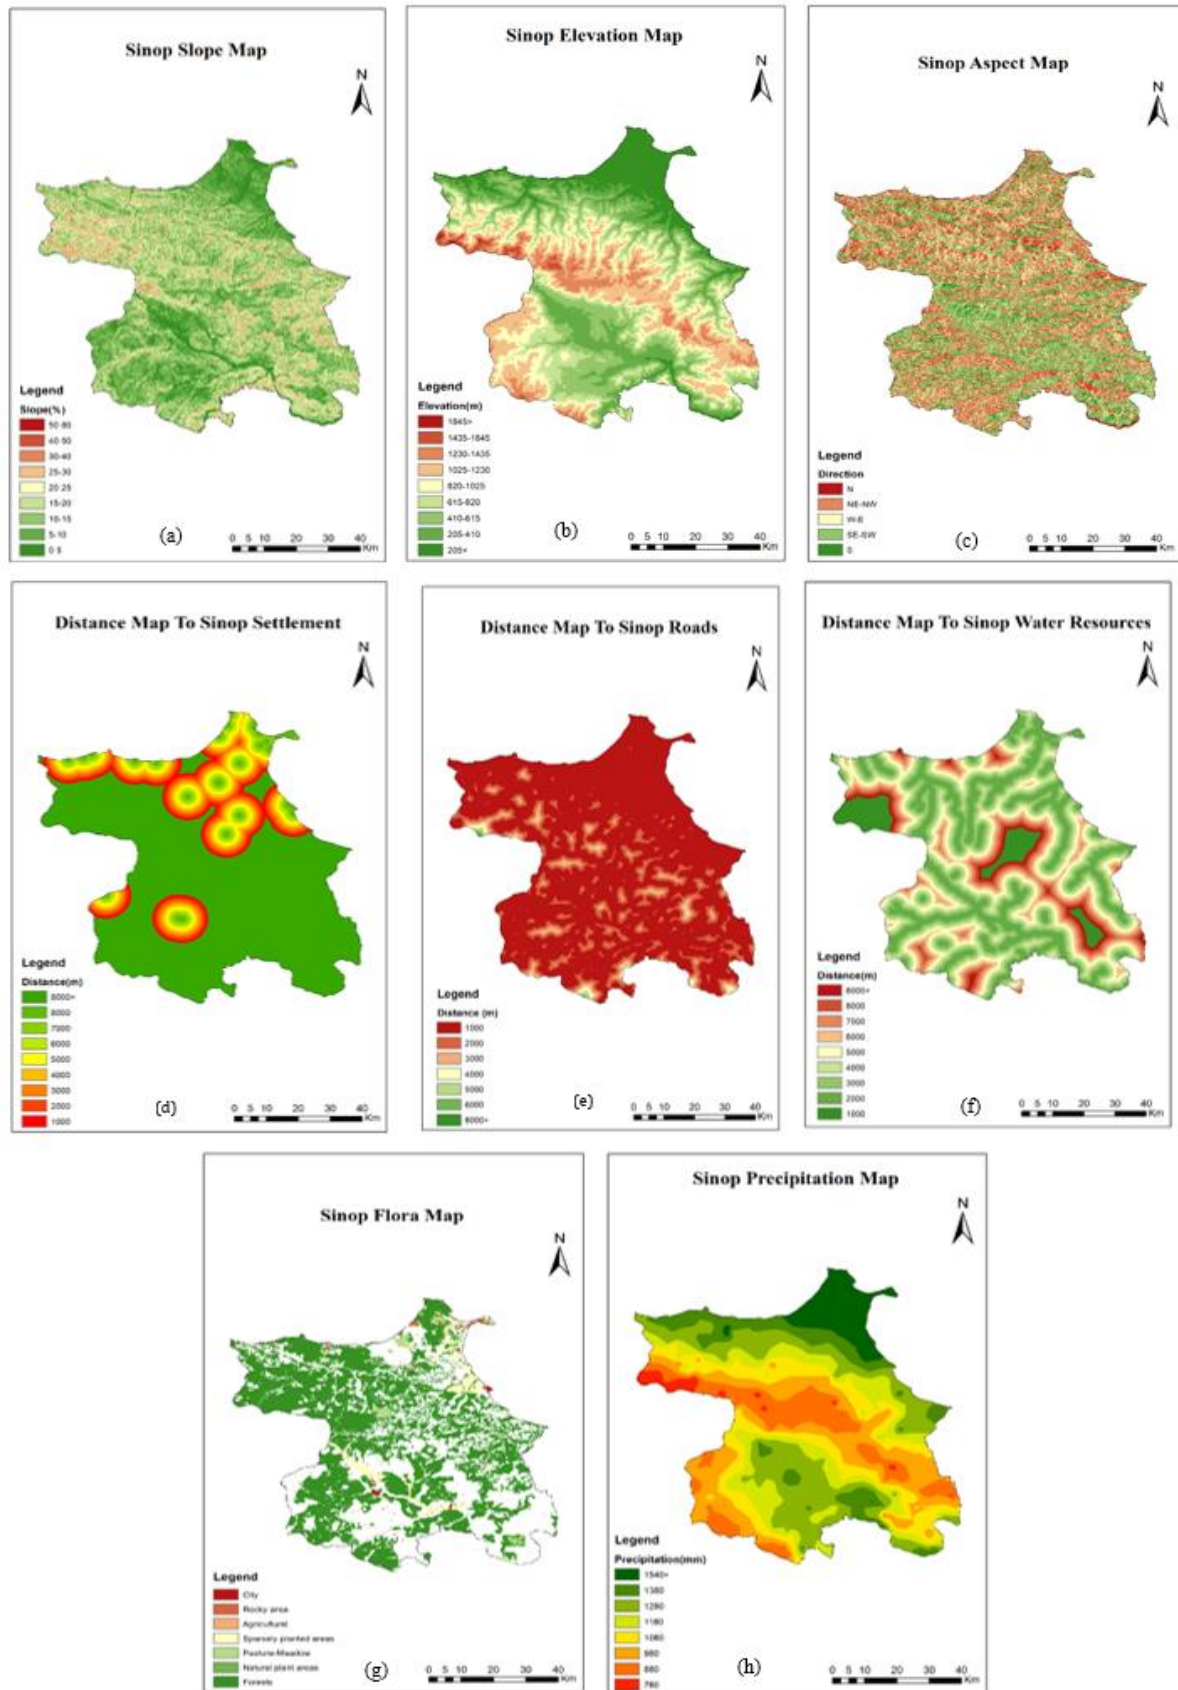 Sinop Slope Map
N
Legend
Slope(%)
50-80
40-50
30-40
25-30
20-25
15-20
10-15
5-10
0-5
(a)
0 5 10 20 30 40
Km
Sinop Elevation Map
N
Legend
Elevation(m)
1845>
1435-1845
1230-1435
1025-1230
820-1025
615-820
410-615
205-410
205<
(b)
0 5 10 20 30 40
Km
Sinop Aspect Map
N
Legend
Direction
N
NE-NW
W-E
SE-SW
S
(c)
0 5 10 20 30 40
Km
Distance Map To Sinop Settlement
N
Legend
Distance(m)
8000+
8000
7000
6000
5000
4000
3000
2000
1000
(d)
0 5 10 20 30 40
Km
Distance Map To Sinop Roads
N
Legend
Distance (m)
1000
2000
3000
4000
5000
6000
(e)
0 5 10 20 30 40
Km
Distance Map To Sinop Water Resources
N
Legend
Distance(m)
8000
7000
6000
5000
4000
3000
2000
1000
(f)
0 5 10 20 30 40
Km
Sinop Flora Map
N
Legend
City
Rocky area
Agricultural
Sparsely planted areas
Pasture-Meadow
Natural plant areas
Forests
(g)
0 5 10 20 30 40
Km
Sinop Precipitation Map
N
Legend
Precipitation(mm)
1540+
1380
1280
1180
1080
980
880
780
(h)
0 5 10 20 30 40
Km